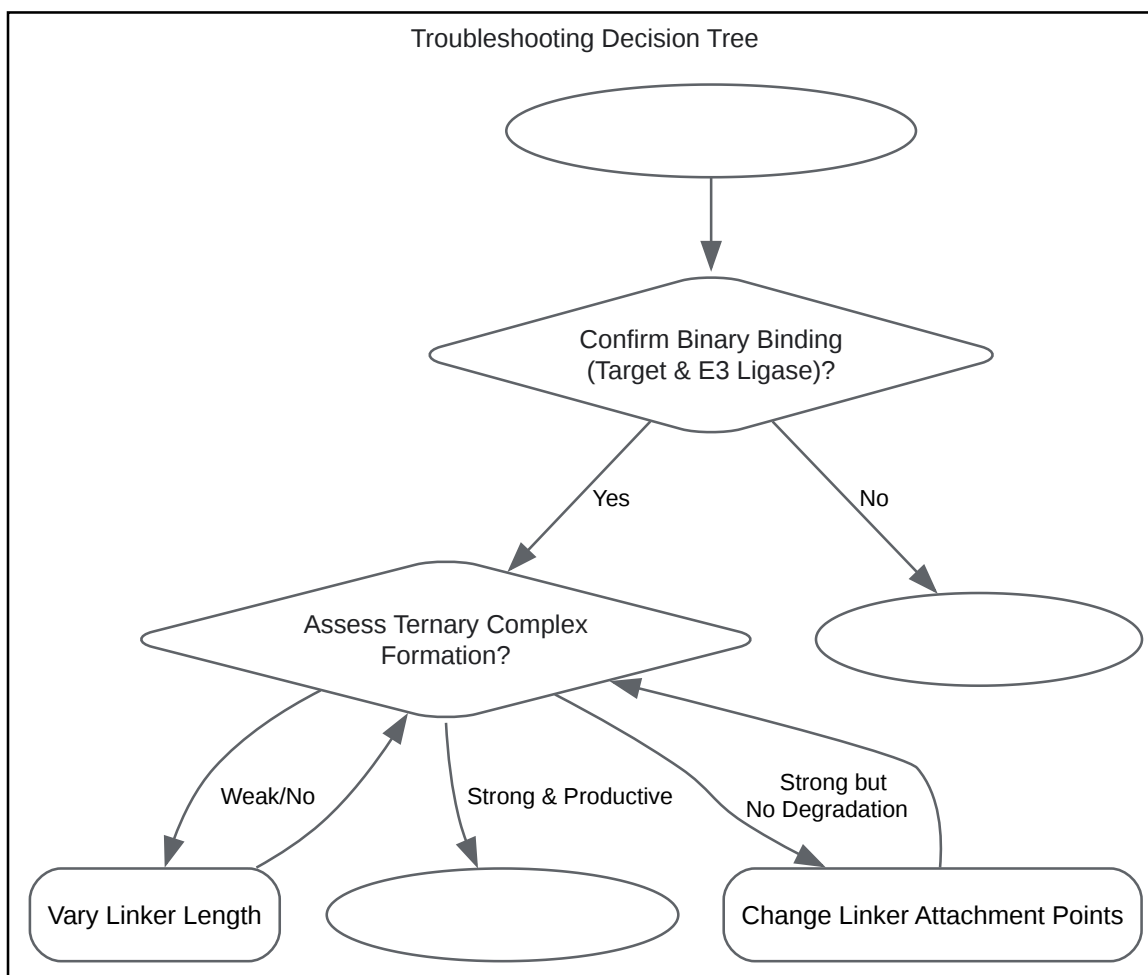 Troubleshooting Decision Tree
Confirm Binary Binding
(Target & E3 Ligase)?
Yes
No
Assess Ternary Complex
Formation?
Weak/No
Strong & Productive
Strong but
No Degradation
Vary Linker Length
Change Linker Attachment Points